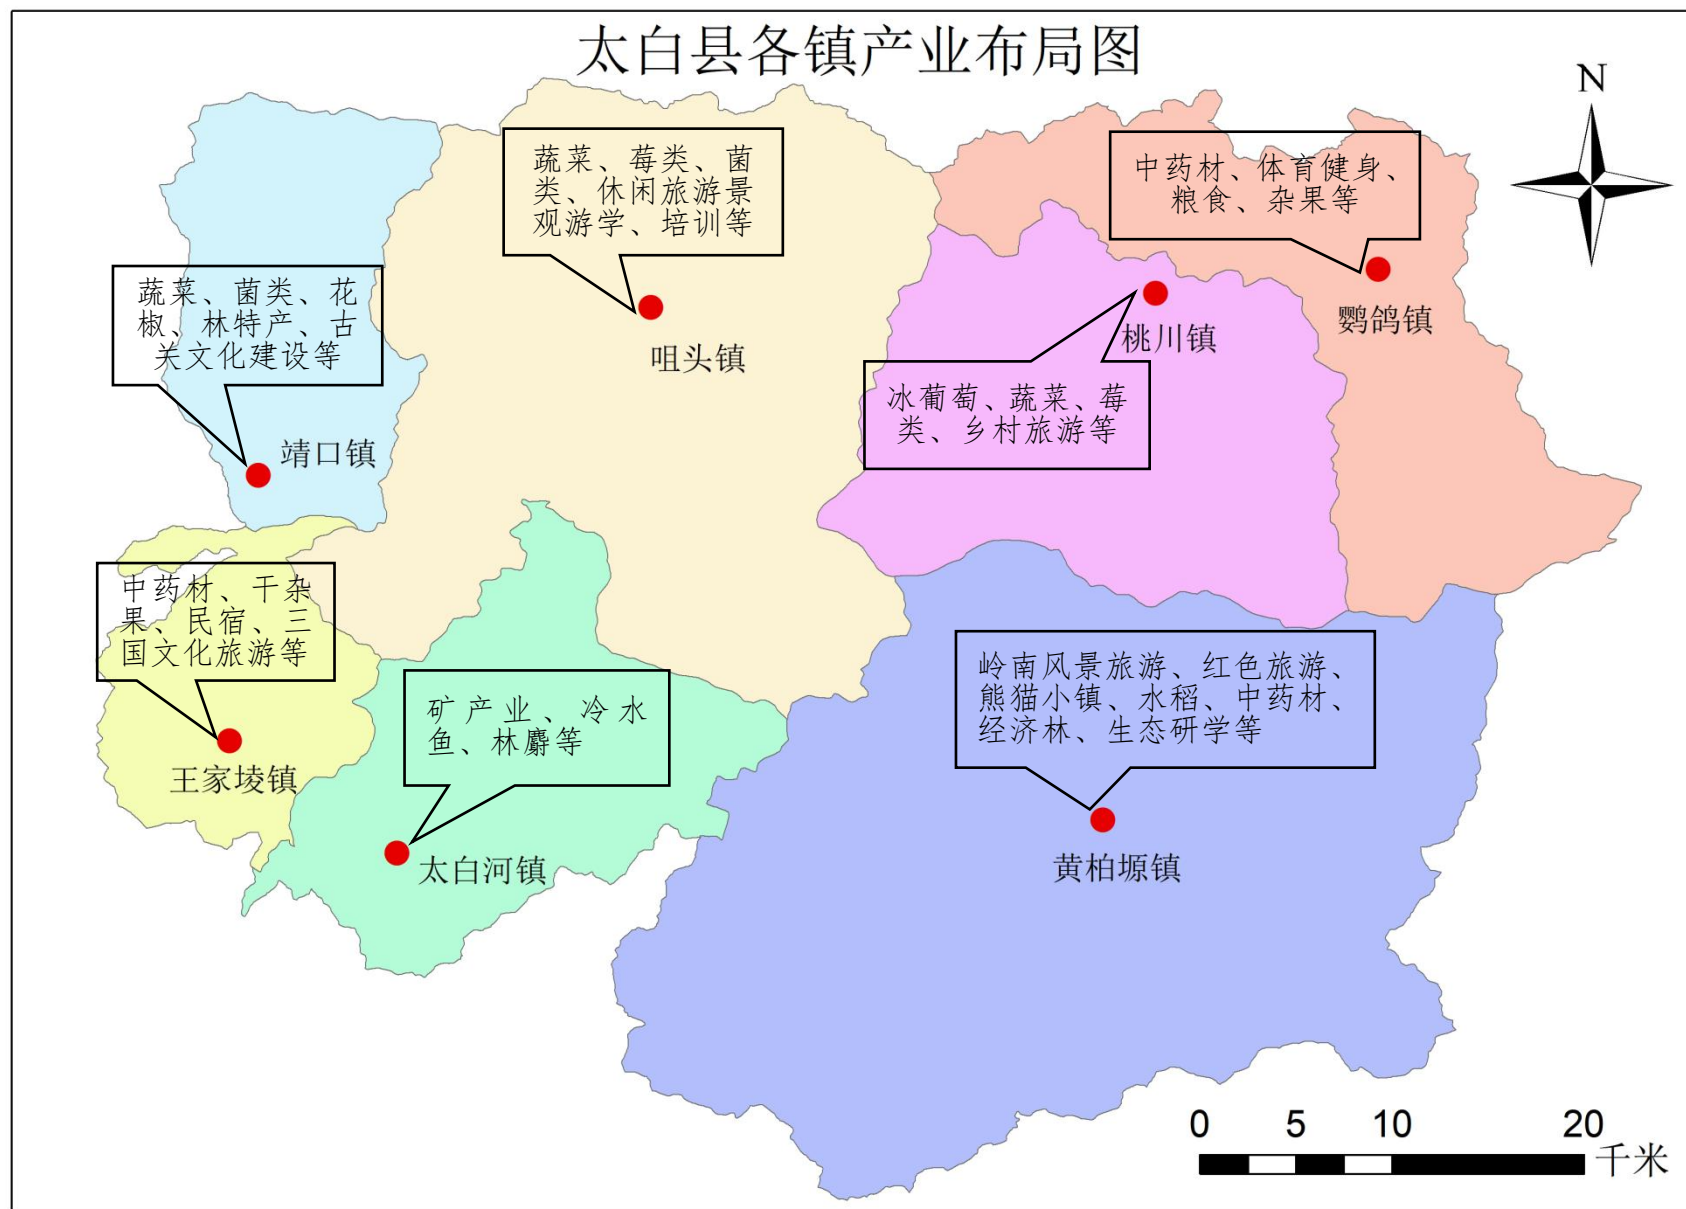 太白县各镇产业布局图
N
蔬菜、莓类、菌
类、休闲旅游景
观游学、培训等
咀头镇
中药材、体育健身、
粮食、杂果等
鹦鸽镇
蔬菜、菌类、花
椒、林特产、古
关文化建设等
靖口镇
桃川镇
冰葡萄、蔬菜、莓
类、乡村旅游等
中药材、干杂
果、民宿、三
国文化旅游等
王家堎镇
矿产业、冷水
鱼、林麝等
太白河镇
岭南风景旅游、红色旅游、
熊猫小镇、水稻、中药材、
经济林、生态研学等
黄柏塬镇
0 5 10 20
千米